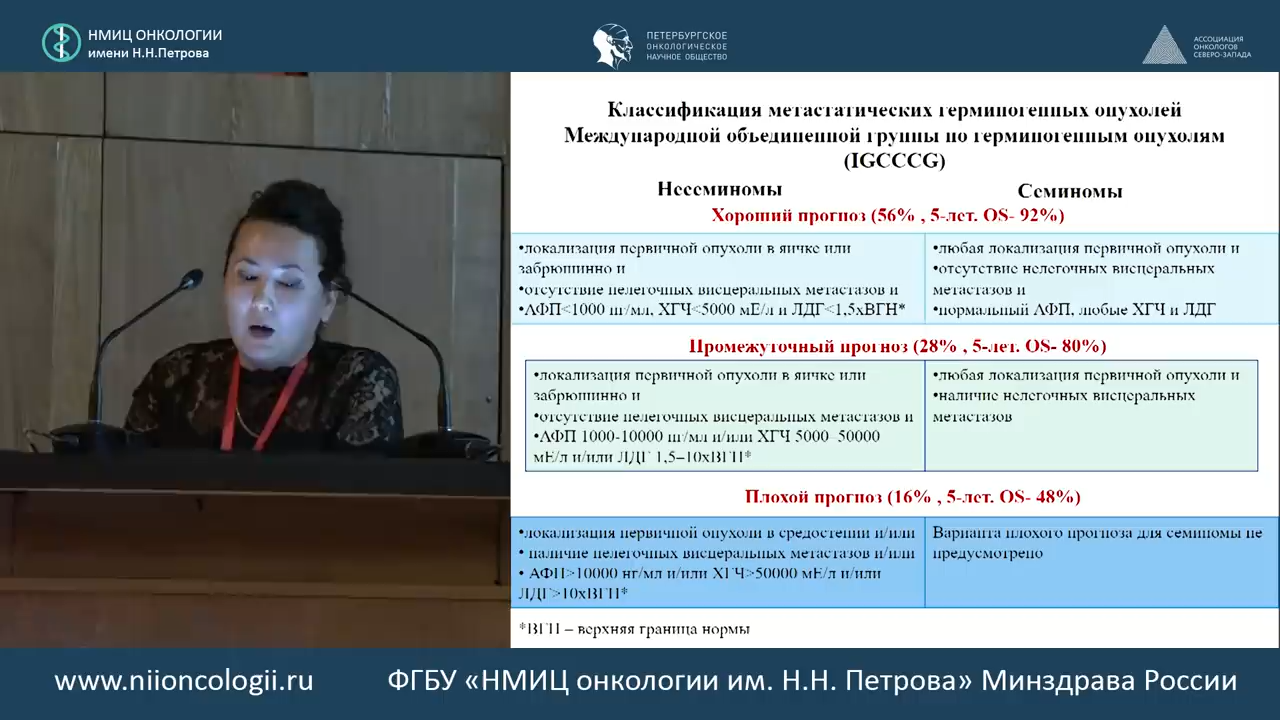 НМИЦ ОНКОЛОГИИ
имени Н.Н.Петрова
ПЕТЕРБУРГСКОЕ
ОНКОЛОГИЧЕСКОЕ
НАУЧНОЕ ОБЩЕСТВО
АССОЦИАЦИЯ
ОНКОЛОГОВ
СЕВЕРО-ЗАПАДА
Классификация метастатических герминогенных опухолей
Международной объединенной группы по герминогенным опухолям
(IGCCCG)
Несеминомы
Семиномы
Хороший прогноз (56% , 5-лет. OS- 92%)
•локализация первичной опухоли в яичке или
забрюшинно и
•отсутствие нелегочных висцеральных метастазов и
•АФП<1000 нг/мл, ХГЧ<5000 мЕ/л и ЛДГ<1,5хВГН*
•любая локализация первичной опухоли и
•отсутствие нелегочных висцеральных
метастазов и
•нормальный АФП, любые ХГЧ и ЛДГ
Промежуточный прогноз (28% , 5-лет. OS- 80%)
•локализация первичной опухоли в яичке или
забрюшинно и
•отсутствие нелегочных висцеральных метастазов и
•АФП 1000-10000 нг/мл и/или ХГЧ 5000–50000
мЕ/л и/или ЛДГ 1,5–10хВГН*
•любая локализация первичной опухоли и
•наличие нелегочных висцеральных
метастазов
Плохой прогноз (16% , 5-лет. OS- 48%)
•локализация первичной опухоли в средостении и/или
• наличие нелегочных висцеральных метастазов и/или
• АФП>10000 нг/мл и/или ХГЧ>50000 мЕ/л и/или
ЛДГ>10хВГН*
Варианта плохого прогноза для семиномы не
предусмотрено
*ВГН – верхняя граница нормы
www.niioncologii.ru
ФГБУ «НМИЦ онкологии им. Н.Н. Петрова» Минздрава России